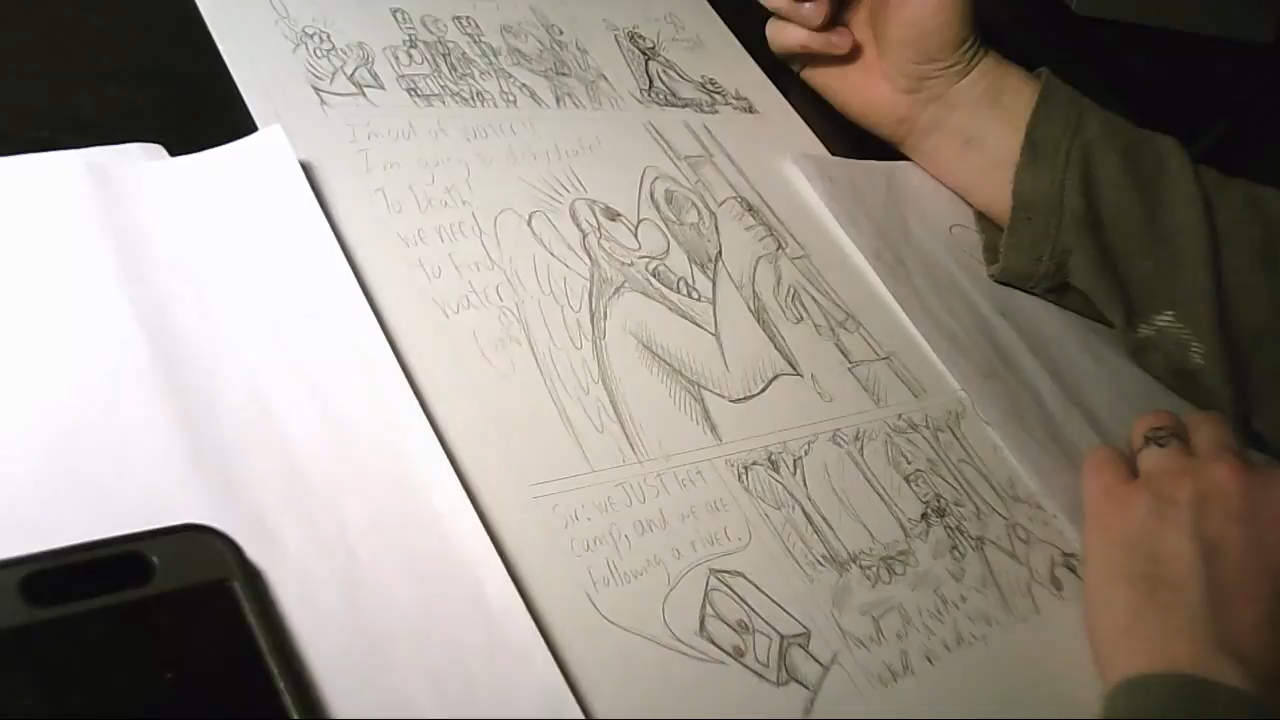 I'm out of water!!
I'm going to dehydrate!
To Death!
we need
to Find
water
Sir: we JUST left
camp, and we are
Following a river.